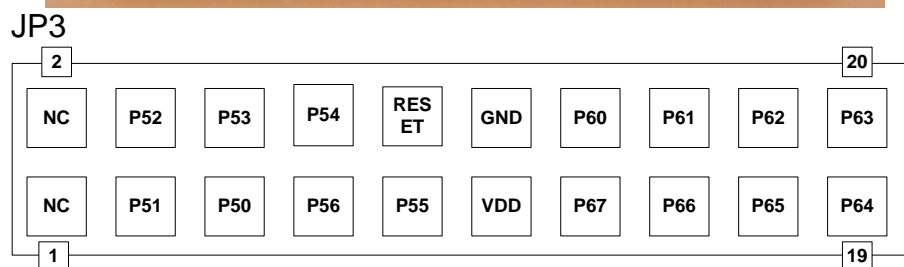 JP3
2 20
NC P52 P53 P54 RES GND P60 P61 P62 P63
ET
NC P51 P50 P56 P55 VDD P67 P66 P65 P64
1 19